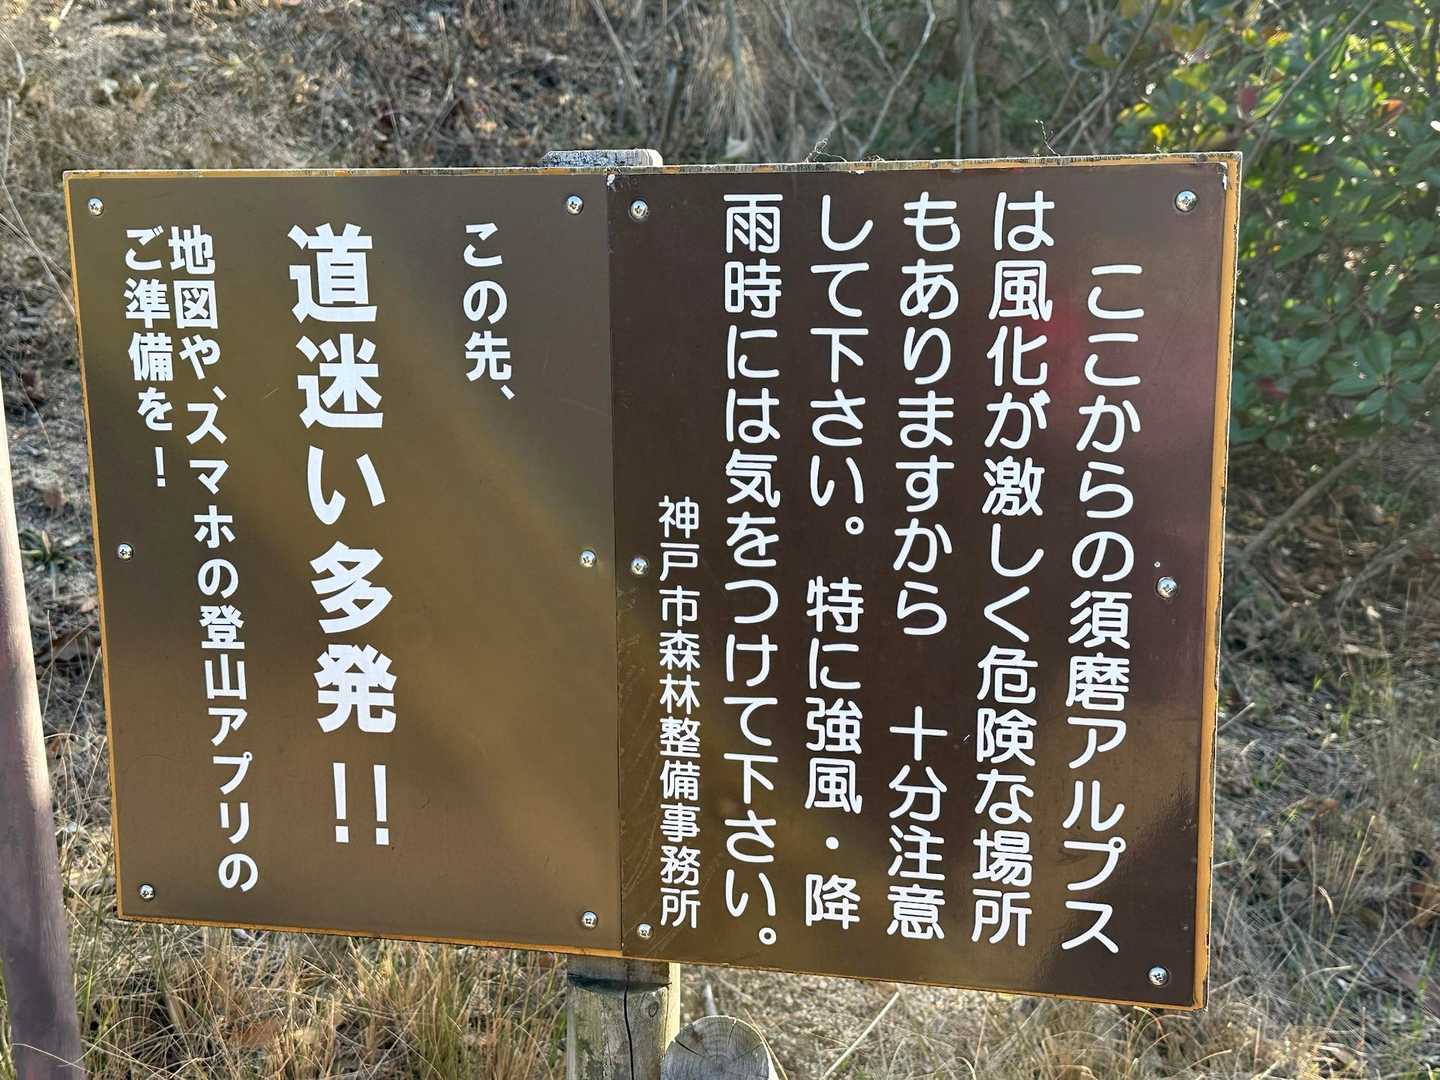 ここからの須磨アルプス
は風化が激しく危険な場所
もありますから 十分注意
して下さい。特に強風・降
雨時には気をつけて下さい。
神戸市森林整備事務所
この先、
道迷い多発!!
地図や、スマホの登山アプリの
ご準備を!